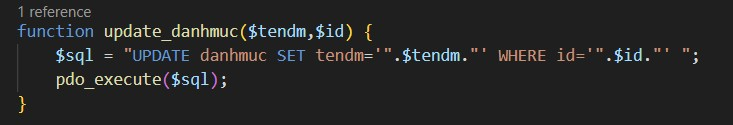 1 reference
function update_danhmuc($tendm,$id) {
    $sql = "UPDATE danhmuc SET tendm='".$tendm."' WHERE id='".$id."' ";
    pdo_execute($sql);
}